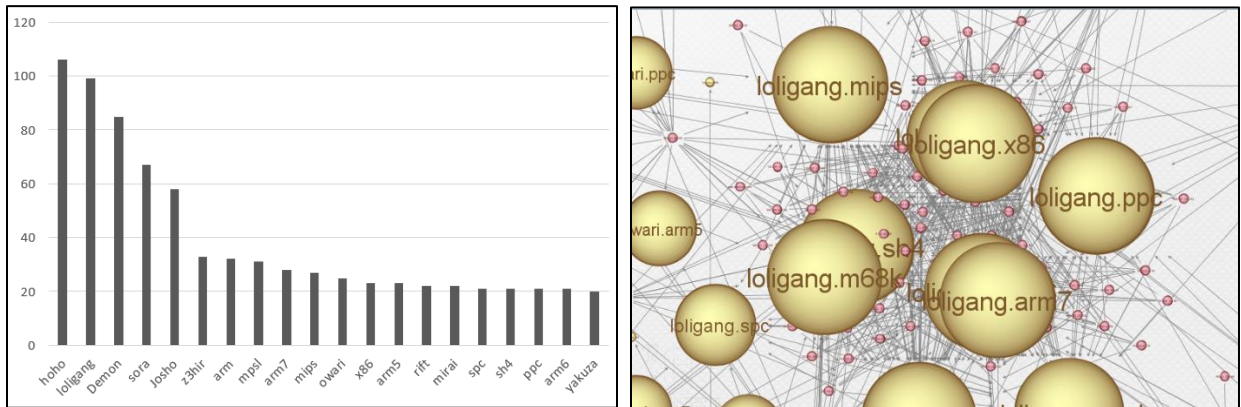 120
100
80
60
40
20
0
hoho
loligang
Demon
sora
Josho
z3hir
arm
mpsl
arm7
mips
owari
x86
arm5
rift
mirai
spc
sh4
ppc
arm6
yakuza
ari.ppc
loligang.mips
loligang.x86
loligang.ppc
wari.arm5
.sh4
loligang.m68k
loligang.arm7
loligang.spc